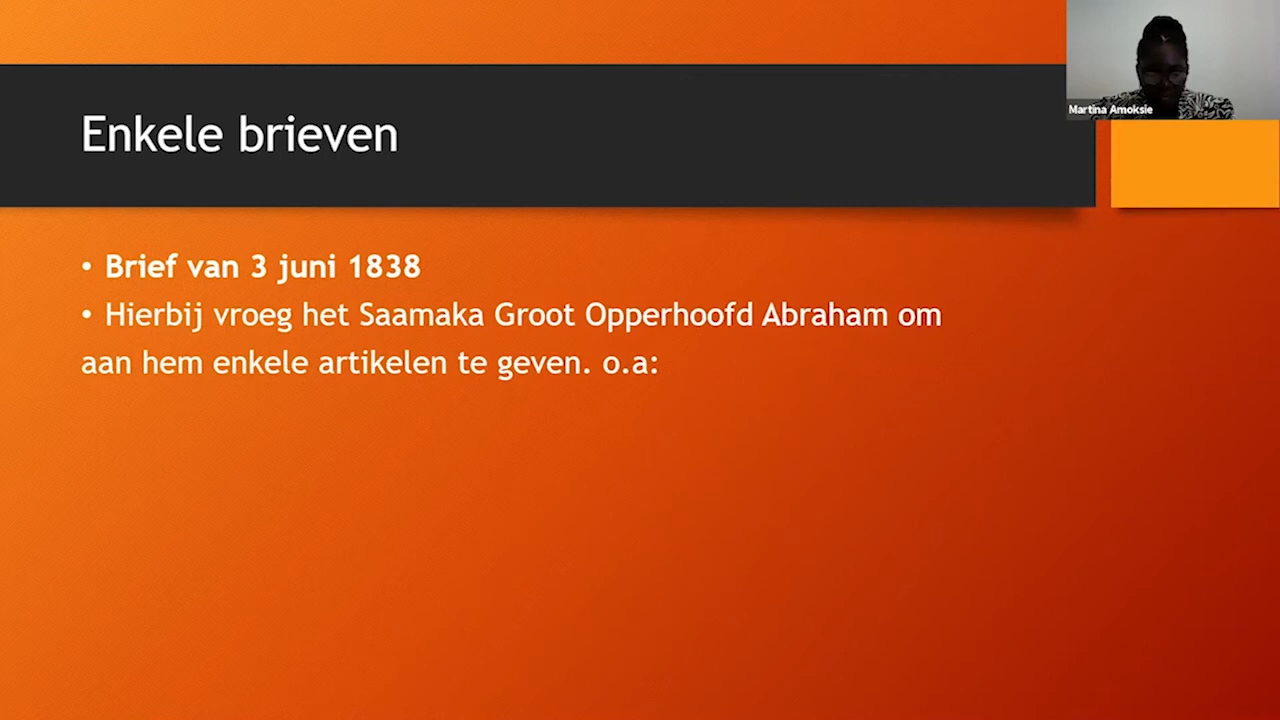 Martina Amoksie
Enkele brieven
• Brief van 3 juni 1838
• Hierbij vroeg het Saamaka Groot Opperhoofd Abraham om
aan hem enkele artikelen te geven. o.a: